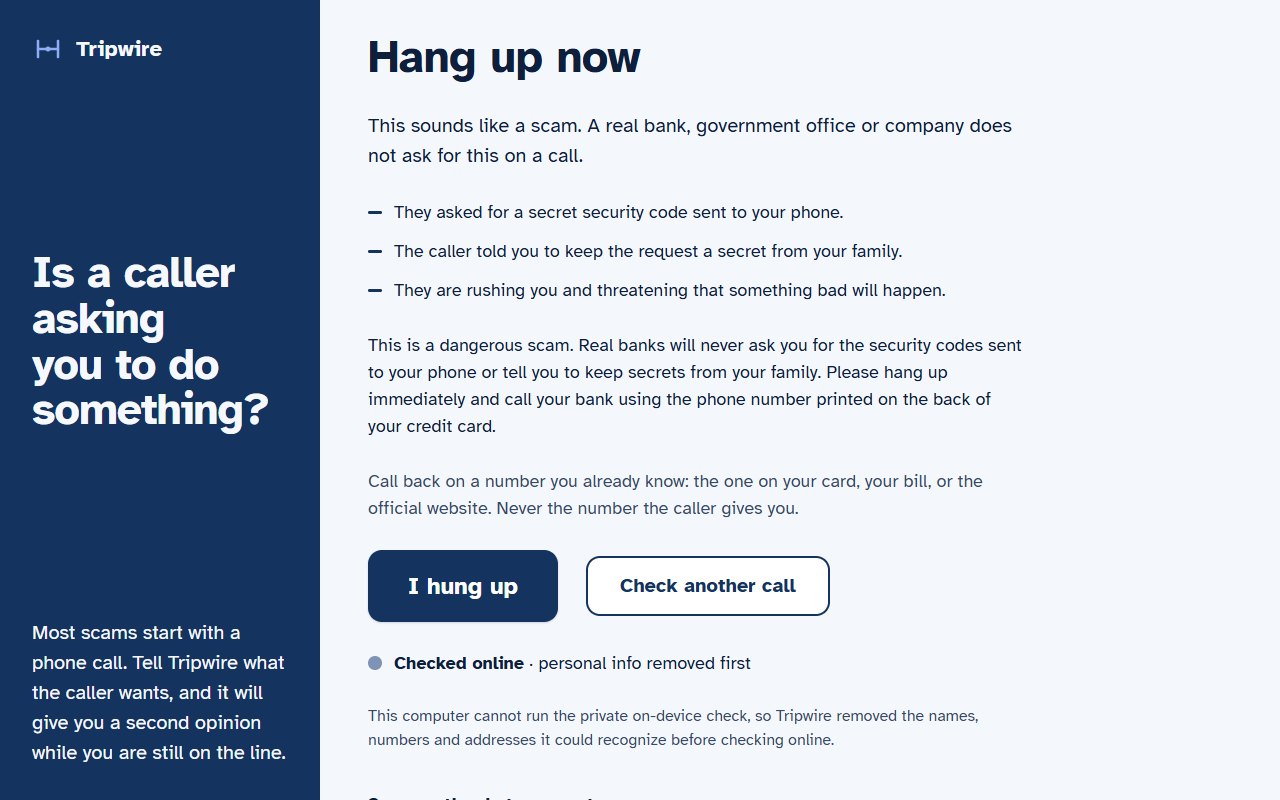 Tripwire
Is a caller
asking
you to do
something?
Most scams start with a
phone call. Tell Tripwire what
the caller wants, and it will
give you a second opinion
while you are still on the line.
Hang up now
This sounds like a scam. A real bank, government office or company does
not ask for this on a call.
They asked for a secret security code sent to your phone.
The caller told you to keep the request a secret from your family.
They are rushing you and threatening that something bad will happen.
This is a dangerous scam. Real banks will never ask you for the security codes sent
to your phone or tell you to keep secrets from your family. Please hang up
immediately and call your bank using the phone number printed on the back of
your credit card.
Call back on a number you already know: the one on your card, your bill, or the
official website. Never the number the caller gives you.
I hung up
Check another call
Checked online · personal info removed first
This computer cannot run the private on-device check, so Tripwire removed the names,
numbers and addresses it could recognize before checking online.